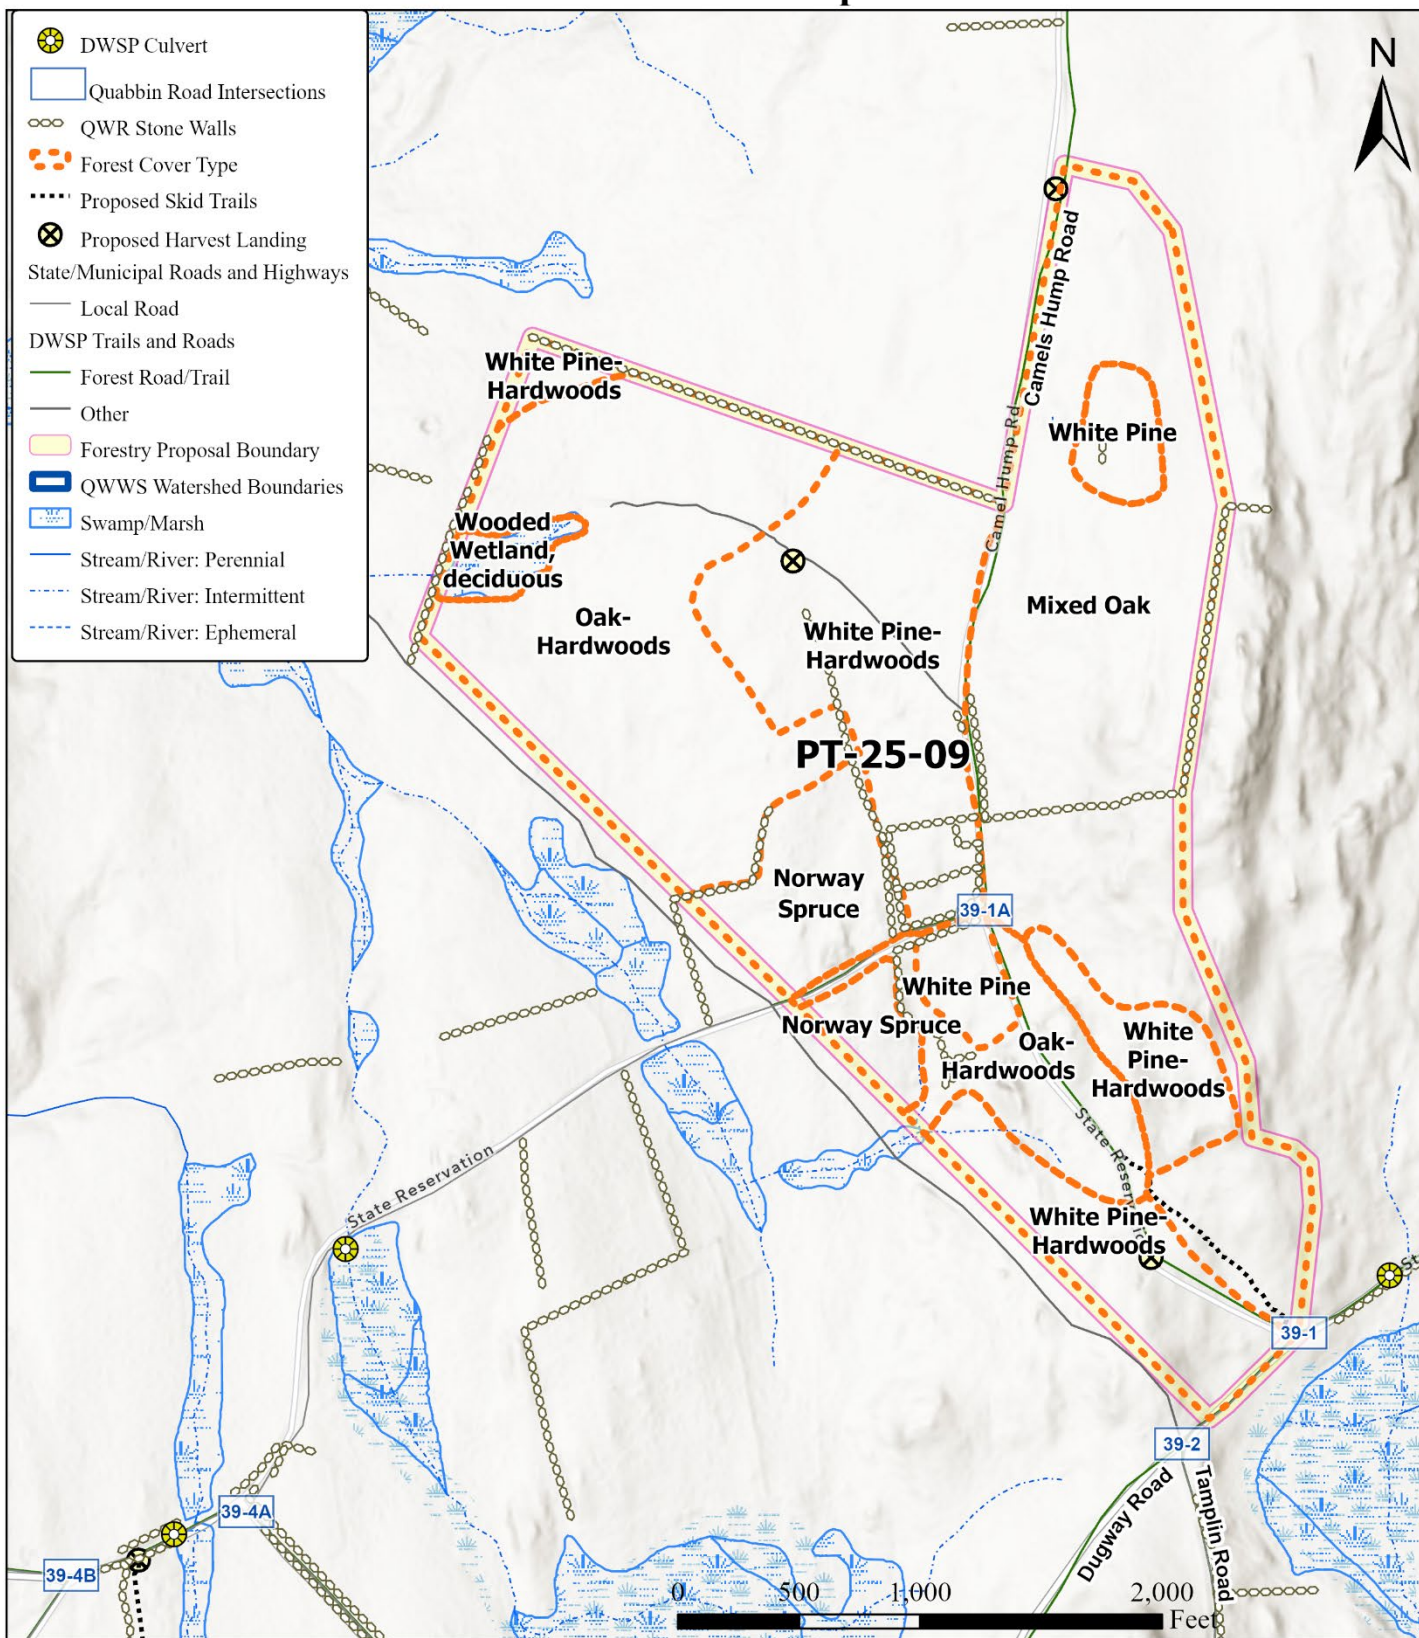 DWSP Culvert
Quabbin Road Intersections
QWR Stone Walls
Forest Cover Type
Proposed Skid Trails
Proposed Harvest Landing
State/Municipal Roads and Highways
Local Road
DWSP Trails and Roads
Forest Road/Trail
Other
Forestry Proposal Boundary
QWWS Watershed Boundaries
Swamp/Marsh
Stream/River: Perennial
Stream/River: Intermittent
Stream/River: Ephemeral
N
Camels Hump Road
Camel Hump Rd
White Pine-
Hardwoods
White Pine
Wooded
Wetland,
deciduous
Oak-
Hardwoods
White Pine-
Hardwoods
Mixed Oak
PT-25-09
Norway
Spruce
39-1A
White Pine
Norway Spruce
Oak-
Hardwoods
White
Pine-
Hardwoods
State Reservation
White Pine-
Hardwoods
39-1
39-2
39-4A
39-4B
Dugway Road
Tamplin Road
0 500 1,000 2,000
Feet